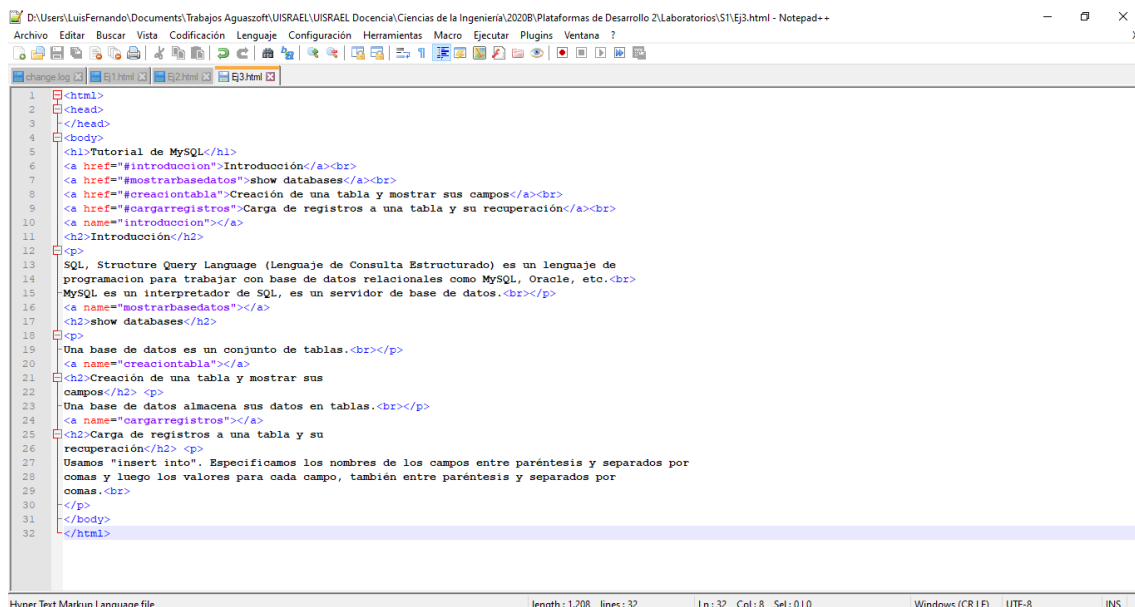 D:\Users\LuisFernando\Documents\Trabajos Aguaszoft\UISRAEL\UISRAEL Docencia\Ciencias de la Ingeniería\2020B\Plataformas de Desarrollo 2\Laboratorios\S1\Ej3.html - Notepad++
Archivo Editar Buscar Vista Codificación Lenguaje Configuración Herramientas Macro Ejecutar Plugins Ventana ?
change.log Ej1.html Ej2.html Ej3.html
1 <html>
2 <head>
3 </head>
4 <body>
5 <h1>Tutorial de MySQL</h1>
6 <a href="#introduccion">Introducción</a><br>
7 <a href="#mostrarbasedatos">show databases</a><br>
8 <a href="#creaciontabla">Creación de una tabla y mostrar sus campos</a><br>
9 <a href="#cargarregistros">Carga de registros a una tabla y su recuperación</a><br>
10 <a name="introduccion"></a>
11 <h2>Introducción</h2>
12 <p>
13 SQL, Structure Query Language (Lenguaje de Consulta Estructurado) es un lenguaje de
14 programacion para trabajar con base de datos relacionales como MySQL, Oracle, etc.<br>
15 MySQL es un interpretador de SQL, es un servidor de base de datos.<br></p>
16 <a name="mostrarbasedatos"></a>
17 <h2>show databases</h2>
18 <p>
19 Una base de datos es un conjunto de tablas.<br></p>
20 <a name="creaciontabla"></a>
21 <h2>Creación de una tabla y mostrar sus
22 campos</h2> <p>
23 Una base de datos almacena sus datos en tablas.<br></p>
24 <a name="cargarregistros"></a>
25 <h2>Carga de registros a una tabla y su
26 recuperación</h2> <p>
27 Usamos "insert into". Especificamos los nombres de los campos entre paréntesis y separados por
28 comas y luego los valores para cada campo, también entre paréntesis y separados por
29 comas.<br>
30 </p>
31 </body>
32 </html>
Hyper Text Markup Language file length : 1,208 lines : 32 Ln : 32 Col : 8 Sel : 0 | 0 Windows (CR LF) UTF-8 INS